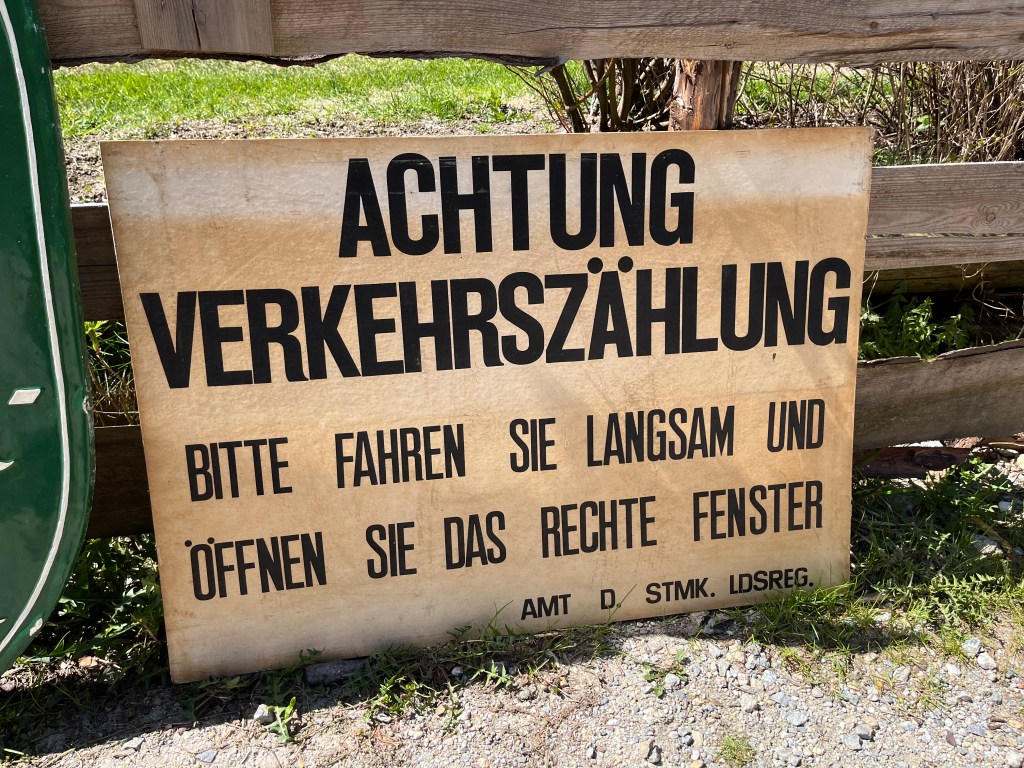 ACHTUNG
VERKEHRSZÄHLUNG
BITTE FAHREN SIE LANGSAM UND
ÖFFNEN SIE DAS RECHTE FENSTER
AMT D. STMK. LDSREG.